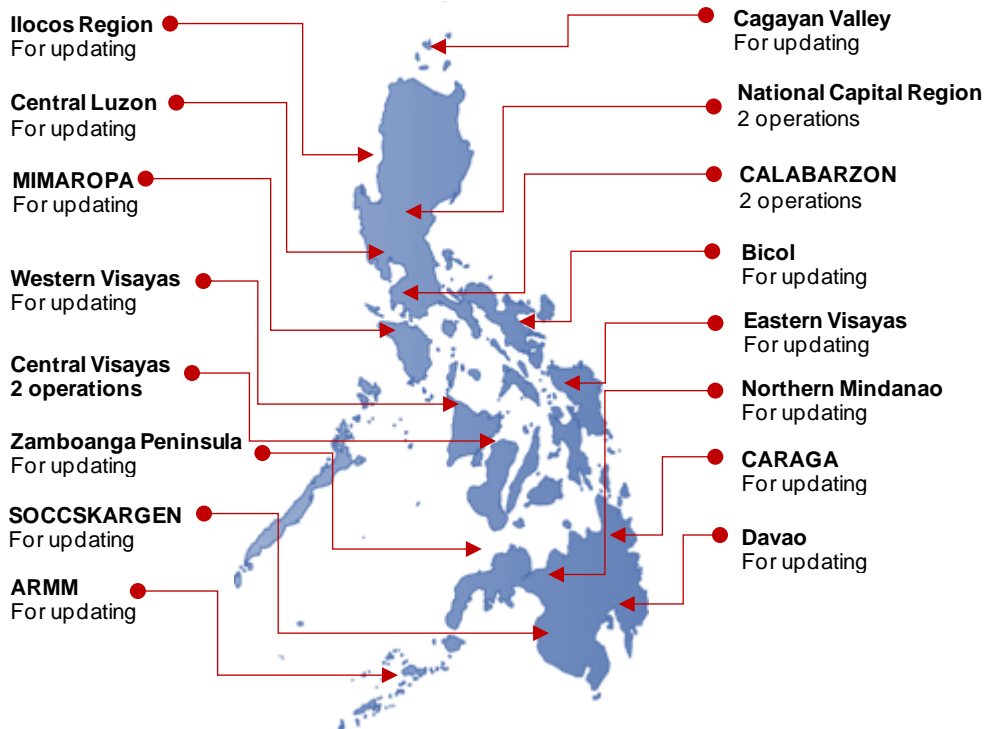 Ilocos Region
For updating
Central Luzon
For updating
MIMAROPA
For updating
Western Visayas
For updating
Central Visayas
2 operations
Zamboanga Peninsula
For updating
SOCCSKARGEN
For updating
ARMM
For updating
Cagayan Valley
For updating
National Capital Region
2 operations
CALABARZON
2 operations
Bicol
For updating
Eastern Visayas
For updating
Northern Mindanao
For updating
CARAGA
For updating
Davao
For updating